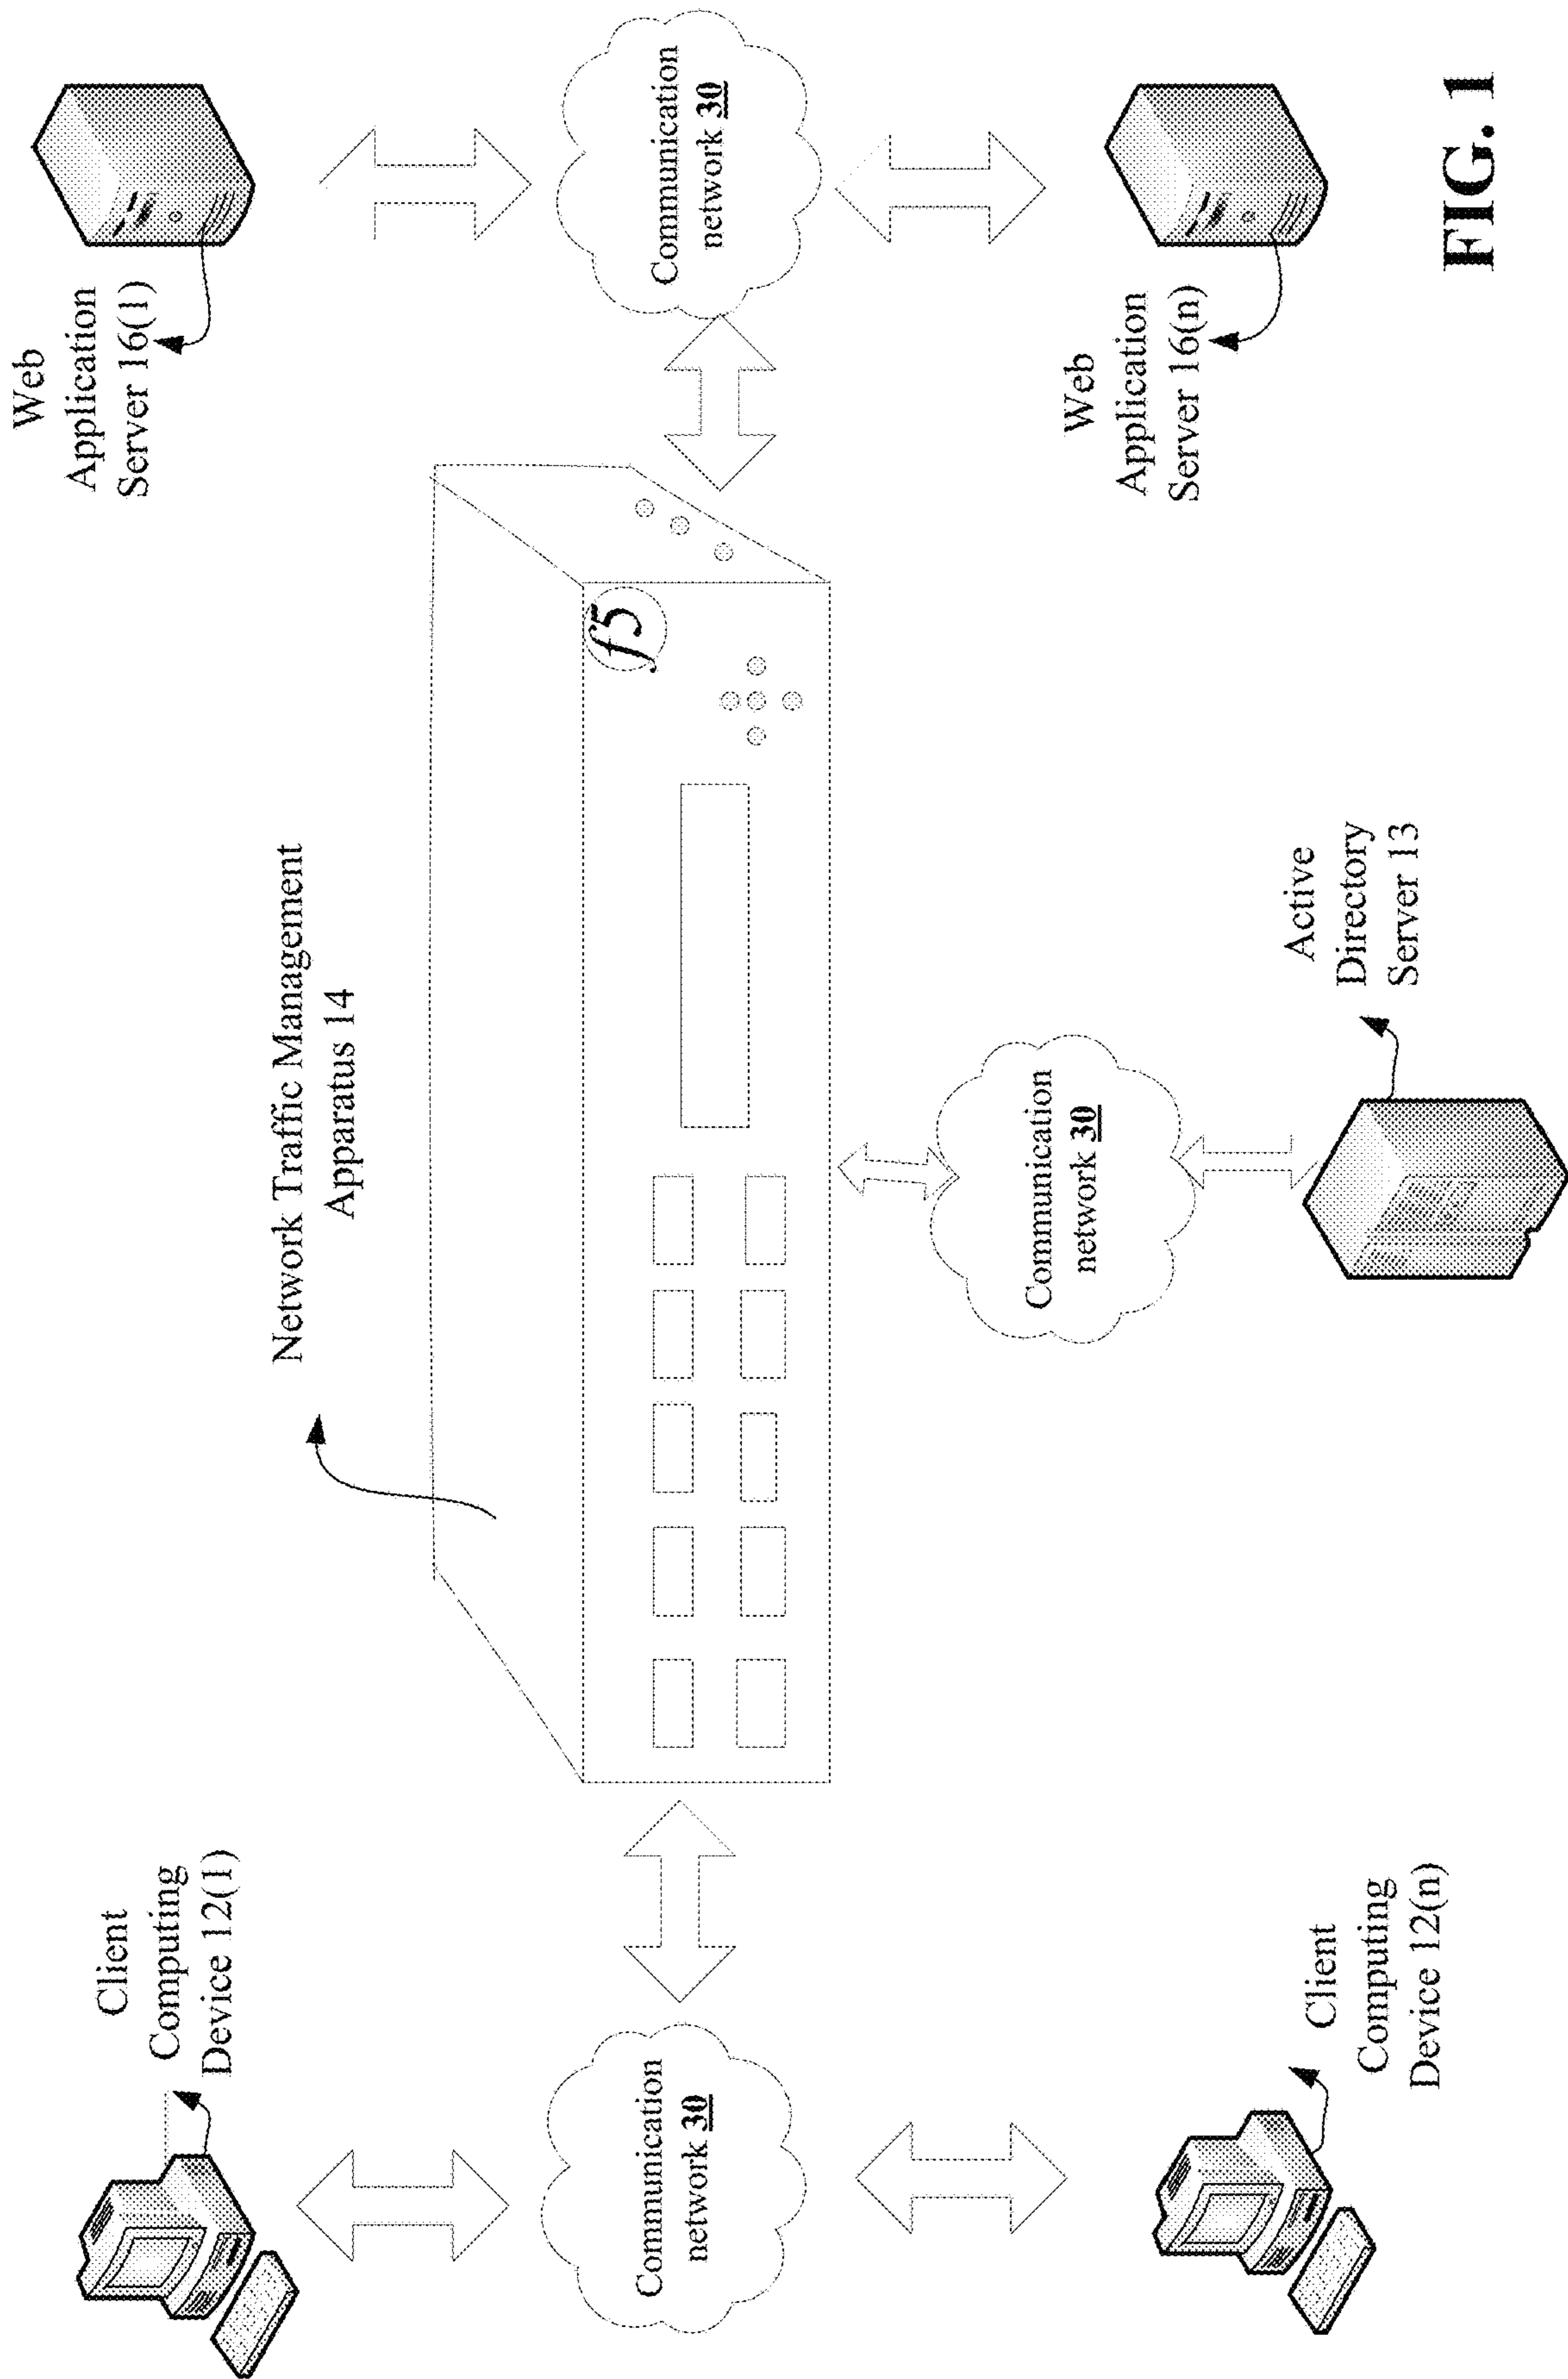 Client
Computing
Device 12(1)
Network Traffic Management
Apparatus 14
Web
Application
Server 16(1)
Communication
network 30
f5
Communication
network 30
Communication
network 30
Client
Computing
Device 12(n)
Active
Directory
Server 13
Web
Application
Server 16(n)
FIG. 1